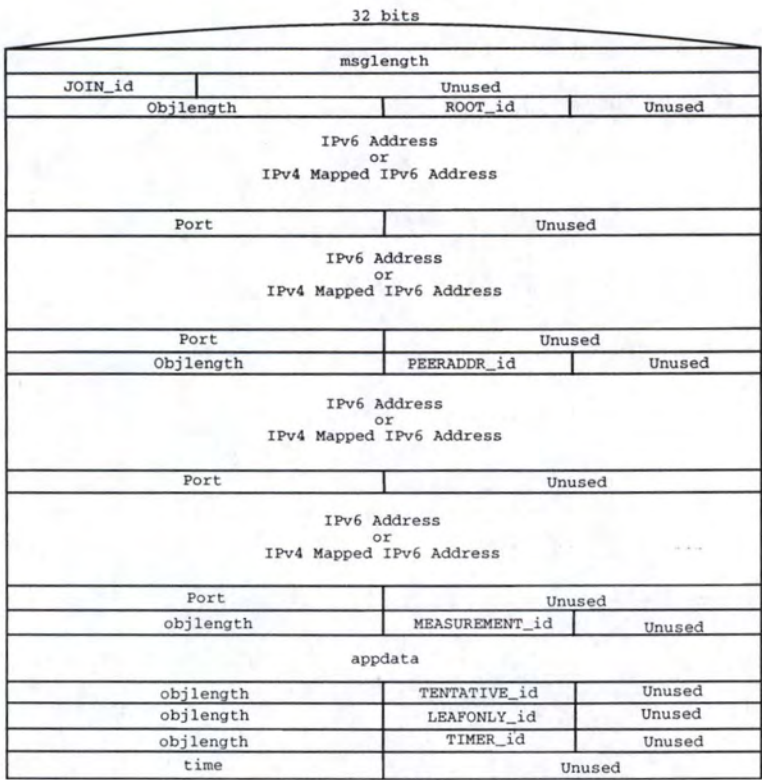 32 bits
msglength
JOIN_id Unused
Objlength ROOT_id Unused
IPv6 Address
or
IPv4 Mapped IPv6 Address
Port Unused
IPv6 Address
or
IPv4 Mapped IPv6 Address
Port Unused
Objlength PEERADDR_id Unused
IPv6 Address
or
IPv4 Mapped IPv6 Address
Port Unused
IPv6 Address
or
IPv4 Mapped IPv6 Address
Port Unused
objlength MEASUREMENT_id Unused
appdata
objlength TENTATIVE_id Unused
objlength LEAFONLY_id Unused
objlength TIMER_id Unused
time Unused